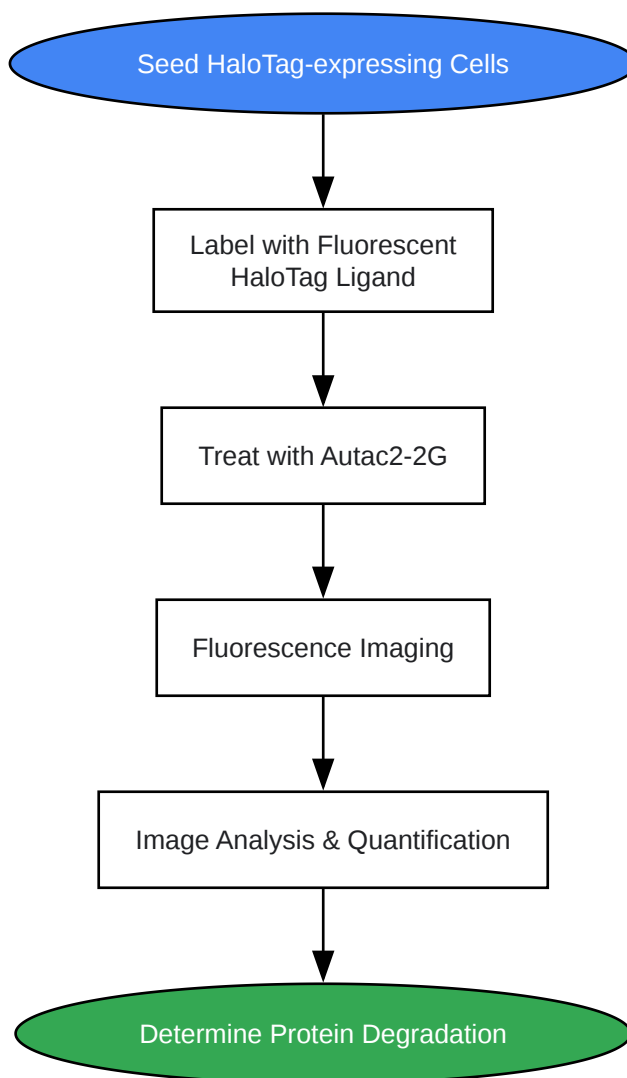 Seed HaloTag-expressing Cells
Label with Fluorescent
HaloTag Ligand
Treat with Autac2-2G
Fluorescence Imaging
Image Analysis & Quantification
Determine Protein Degradation